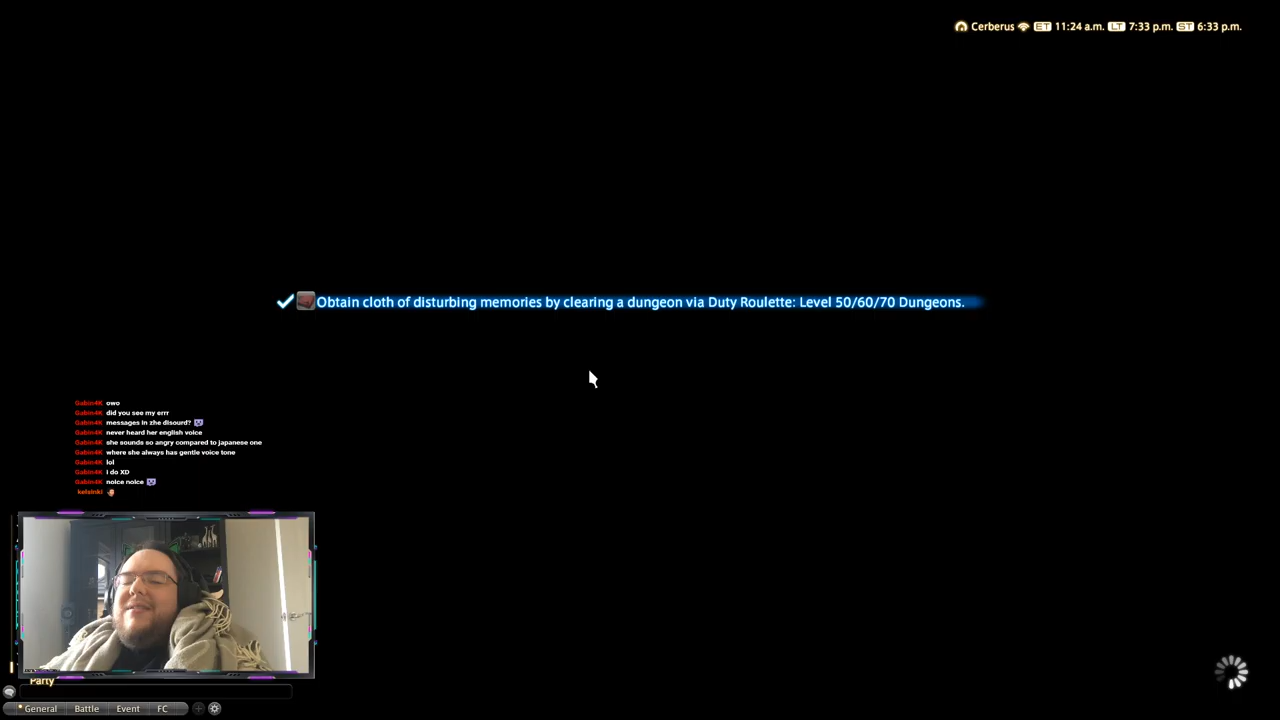 Cerberus ET 11:24 a.m. LT 7:33 p.m. ST 6:33 p.m.
Obtain cloth of disturbing memories by clearing a dungeon via Duty Roulette: Level 50/60/70 Dungeons.
Gabin4K owo
Gabin4K did you see my errr
Gabin4K messages in zhe disourd?
Gabin4K never heard her english voice
Gabin4K she sounds so angry compared to japanese one
Gabin4K where she always has gentle voice tone
Gabin4K lol
Gabin4K I do XD
Gabin4K noice noice
kelsinki
Party
General Battle Event FC